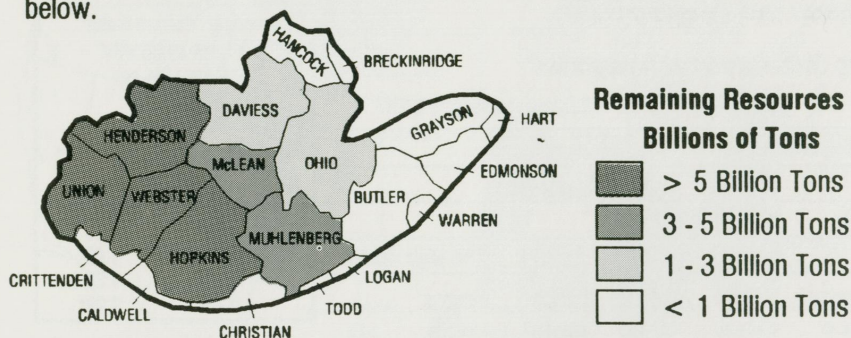 below.
HANCOCK
BRECKINRIDGE
DAVIESS
GRAYSON
HART
HENDERSON
McLEAN
OHIO
EDMONSON
UNION
WEBSTER
BUTLER
WARREN
MUHLENBERG
HOPKINS
CRITTENDEN
LOGAN
CALDWELL
TODD
CHRISTIAN
Remaining Resources
Billions of Tons
> 5 Billion Tons
3 - 5 Billion Tons
1 - 3 Billion Tons
< 1 Billion Tons